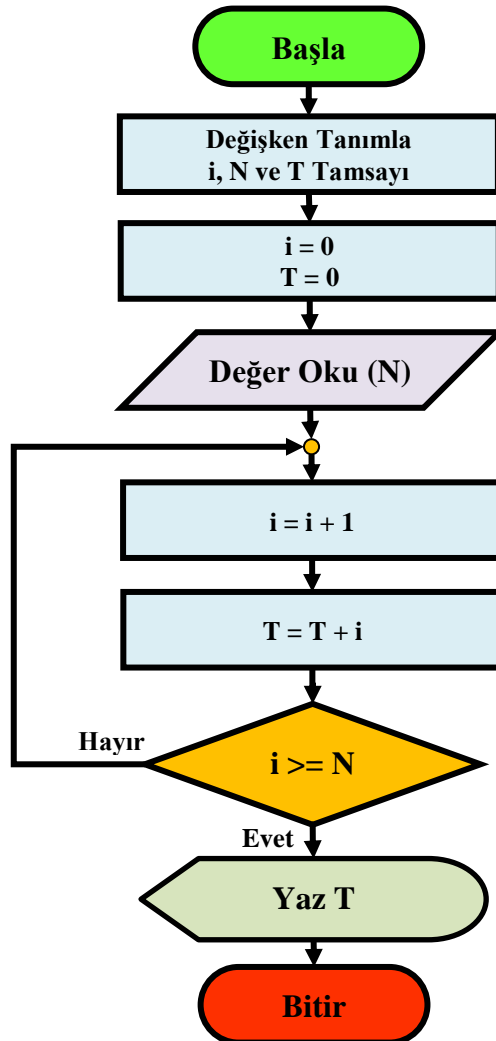 Başla
Değişken Tanımla
i, N ve T Tamsayı
i = 0
T = 0
Değer Oku (N)
i = i + 1
T = T + i
Hayır
i >= N
Evet
Yaz T
Bitir